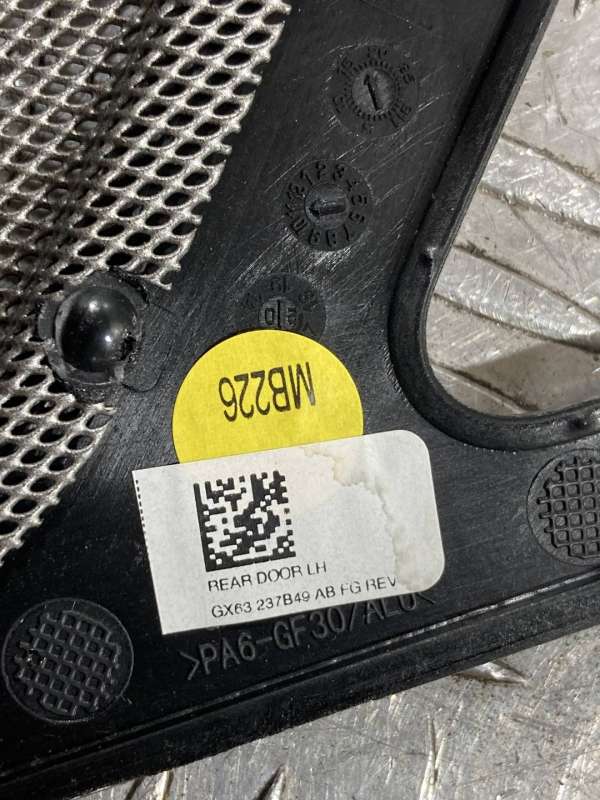 MB226
REAR DOOR LH
GX63 237B49 AB FG REV
>PA6-GF30/ALU<